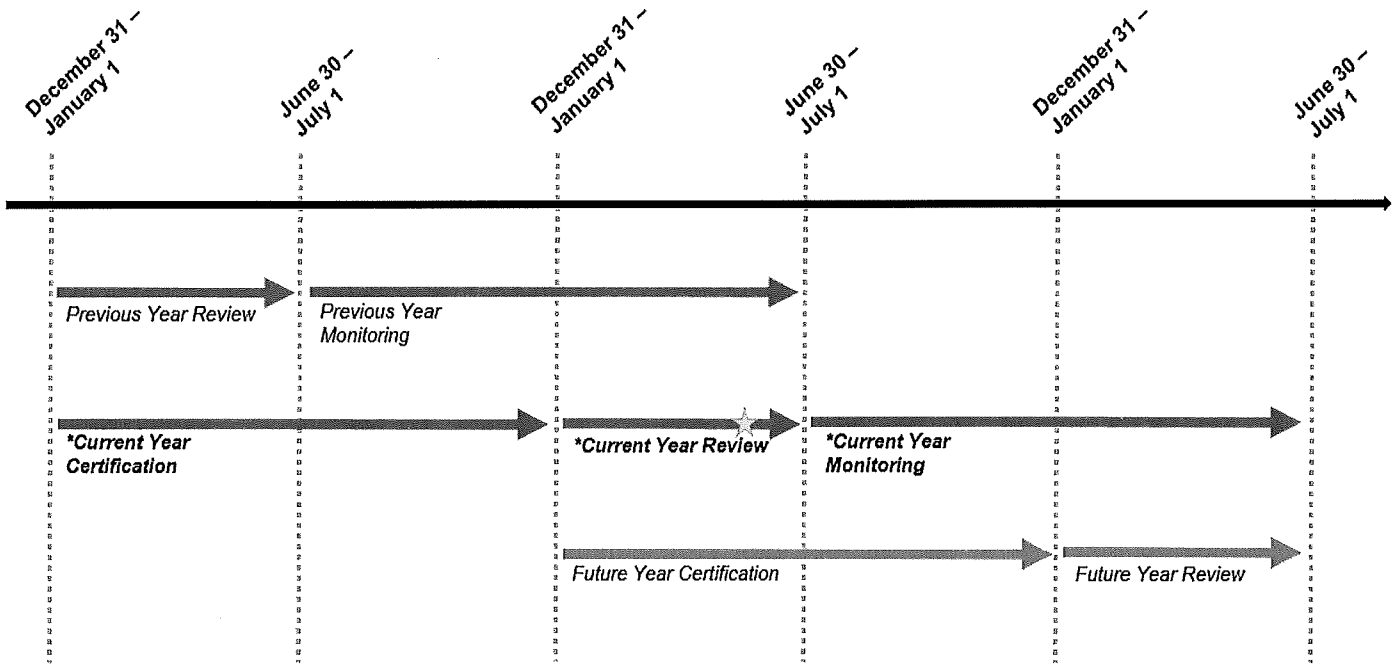 December 31 –
January 1
June 30 –
July 1
December 31 –
January 1
June 30 –
July 1
December 31 –
January 1
June 30 –
July 1
Previous Year Review
Previous Year
Monitoring
*Current Year
Certification
*Current Year Review
*Current Year
Monitoring
Future Year Certification
Future Year Review